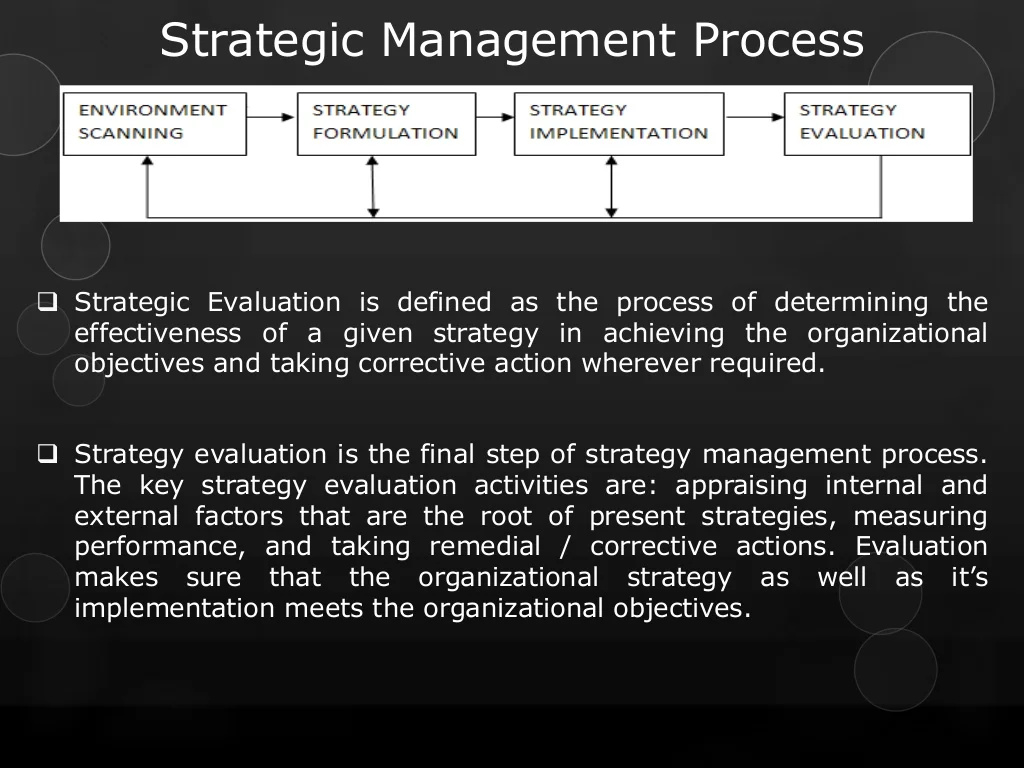 Strategic Management Process
ENVIRONMENT
SCANNING
STRATEGY
FORMULATION
STRATEGY
IMPLEMENTATION
STRATEGY
EVALUATION
❑ Strategic Evaluation is defined as the process of determining the
effectiveness of a given strategy in achieving the organizational
objectives and taking corrective action wherever required.
❑ Strategy evaluation is the final step of strategy management process.
The key strategy evaluation activities are: appraising internal and
external factors that are the root of present strategies, measuring
performance, and taking remedial / corrective actions. Evaluation
makes sure that the organizational strategy as well as it’s
implementation meets the organizational objectives.